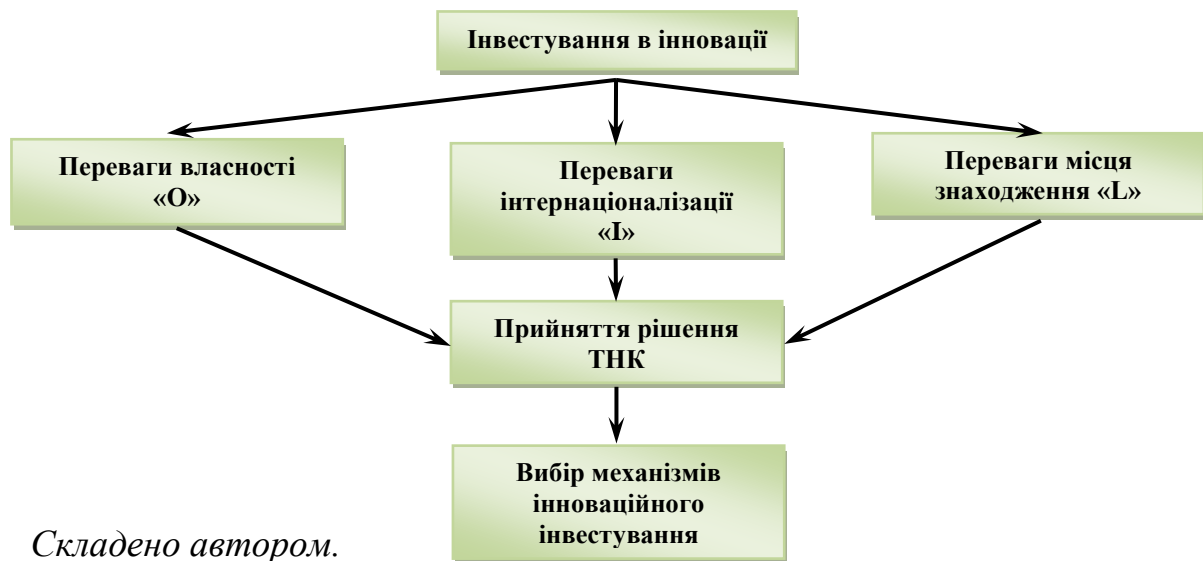 Інвестування в інновації
Переваги власності
«О»
Переваги
інтернаціоналізації
«І»
Переваги місця
знаходження «L»
Прийняття рішення
ТНК
Вибір механізмів
інноваційного
інвестування
Складено автором.